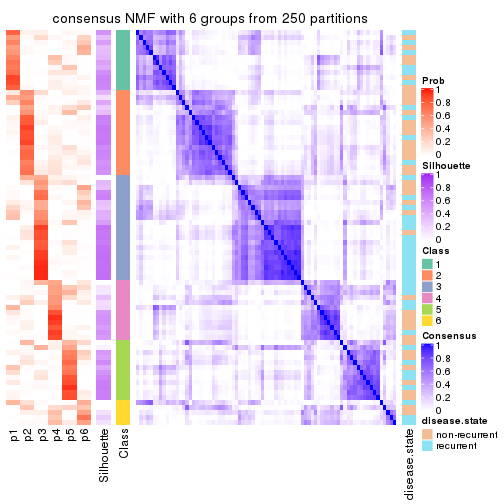 consensus NMF with 6 groups from 250 partitions
Prob
1
0.8
0.6
0.4
0.2
0
Silhouette
1
0.8
0.6
0.4
0.2
0
Class
1
2
3
4
5
6
Consensus
1
0.8
0.6
0.4
0.2
0
disease.state
non-recurrent
recurrent
p1
p2
p3
p4
p5
p6
Silhouette
Class
disease.state